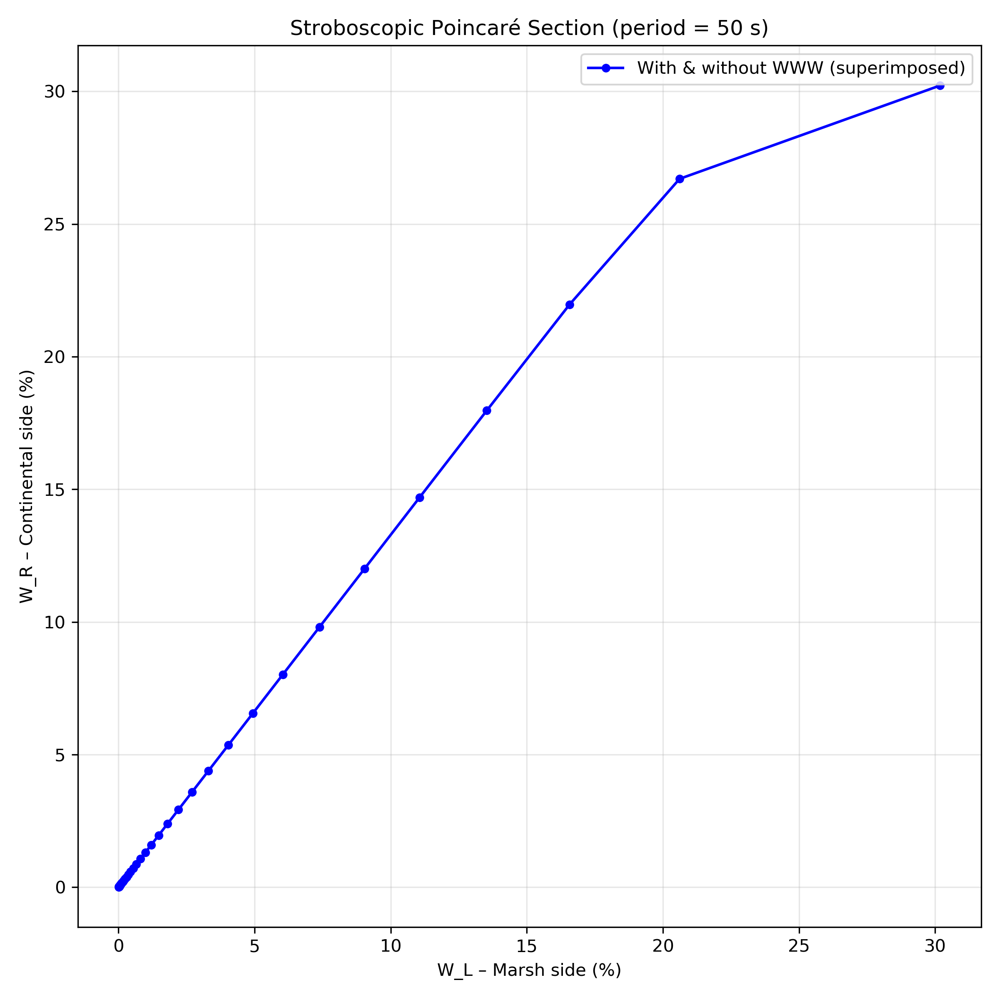 Stroboscopic Poincaré Section (period = 50 s)
With & without WWW (superimposed)
30
25
20
15
10
5
0
W_R – Continental side (%)
0 5 10 15 20 25 30
W_L – Marsh side (%)